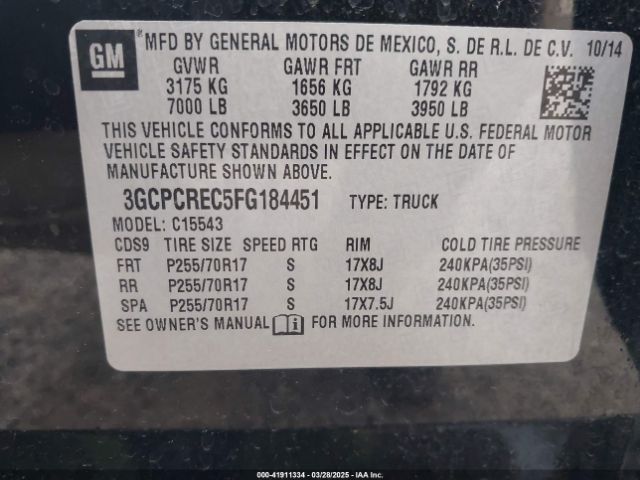 GM
MFD BY GENERAL MOTORS DE MEXICO, S. DE R.L. DE C.V. 10/14
GVWR GAWR FRT GAWR RR
3175 KG 1656 KG 1792 KG
7000 LB 3650 LB 3950 LB
THIS VEHICLE CONFORMS TO ALL APPLICABLE U.S. FEDERAL MOTOR
VEHICLE SAFETY STANDARDS IN EFFECT ON THE DATE OF
MANUFACTURE SHOWN ABOVE.
3GCPCREC5FG184451 TYPE: TRUCK
MODEL: C15543
CDS9 TIRE SIZE SPEED RTG RIM COLD TIRE PRESSURE
FRT P255/70R17 S 17X8J 240KPA(35PSI)
RR P255/70R17 S 17X8J 240KPA(35PSI)
SPA P255/70R17 S 17X7.5J 240KPA(35PSI)
SEE OWNER'S MANUAL FOR MORE INFORMATION.
000-41911334 | 03/28/2025 - IAA Inc.